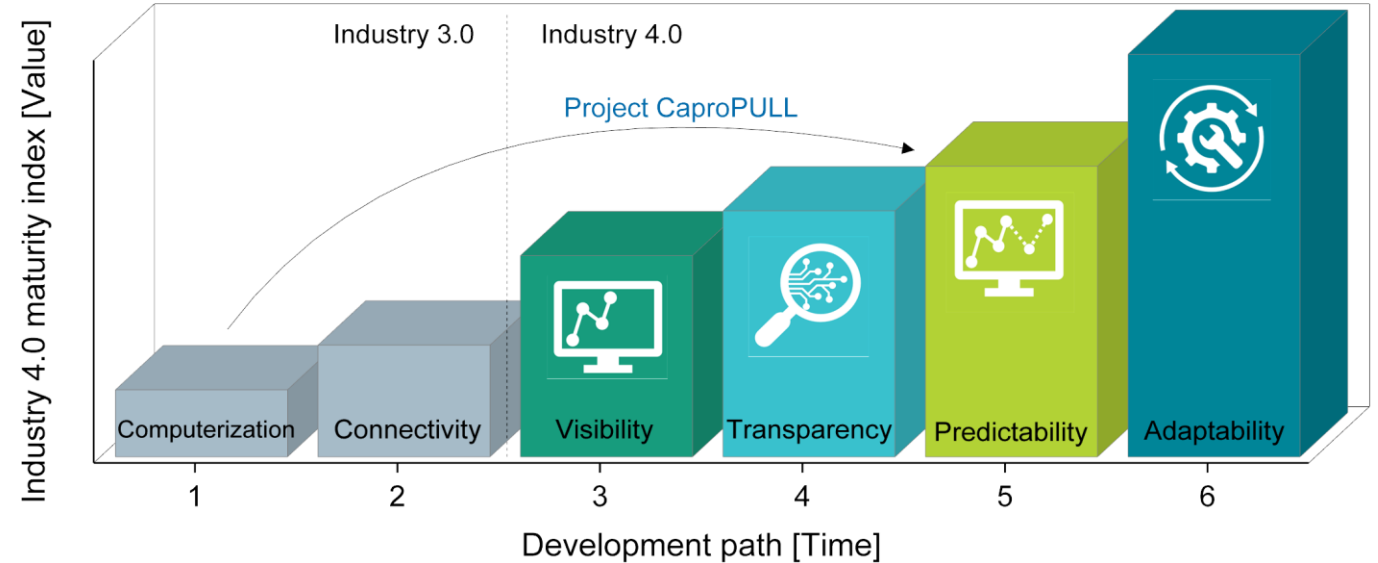 Industry 3.0
Industry 4.0
Project CaproPULL
Industry 4.0 maturity index [Value]
Computerization
Connectivity
Visibility
Transparency
Predictability
Adaptability
1
2
3
4
5
6
Development path [Time]